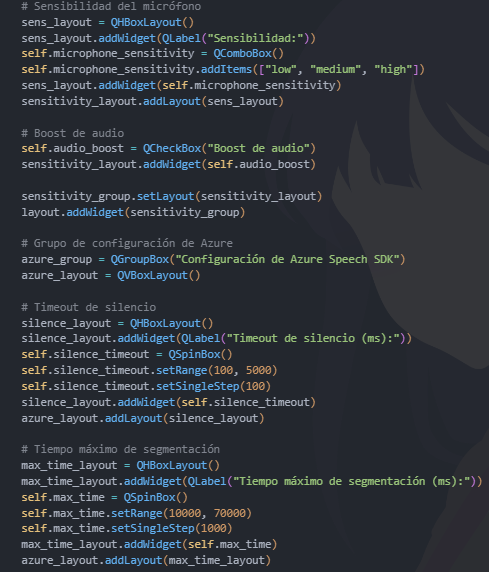 # Sensibilidad del micrófono
sens_layout = QHBoxLayout()
sens_layout.addWidget(QLabel("Sensibilidad:"))
self.microphone_sensitivity = QComboBox()
self.microphone_sensitivity.addItems(["low", "medium", "high"])
sens_layout.addWidget(self.microphone_sensitivity)
sensitivity_layout.addLayout(sens_layout)

# Boost de audio
self.audio_boost = QCheckBox("Boost de audio")
sensitivity_layout.addWidget(self.audio_boost)

sensitivity_group.setLayout(sensitivity_layout)
layout.addWidget(sensitivity_group)

# Grupo de configuración de Azure
azure_group = QGroupBox("Configuración de Azure Speech SDK")
azure_layout = QVBoxLayout()

# Timeout de silencio
silence_layout = QHBoxLayout()
silence_layout.addWidget(QLabel("Timeout de silencio (ms):"))
self.silence_timeout = QSpinBox()
self.silence_timeout.setRange(100, 5000)
self.silence_timeout.setSingleStep(100)
silence_layout.addWidget(self.silence_timeout)
azure_layout.addLayout(silence_layout)

# Tiempo máximo de segmentación
max_time_layout = QHBoxLayout()
max_time_layout.addWidget(QLabel("Tiempo máximo de segmentación (ms):"))
self.max_time = QSpinBox()
self.max_time.setRange(10000, 70000)
self.max_time.setSingleStep(1000)
max_time_layout.addWidget(self.max_time)
azure_layout.addLayout(max_time_layout)